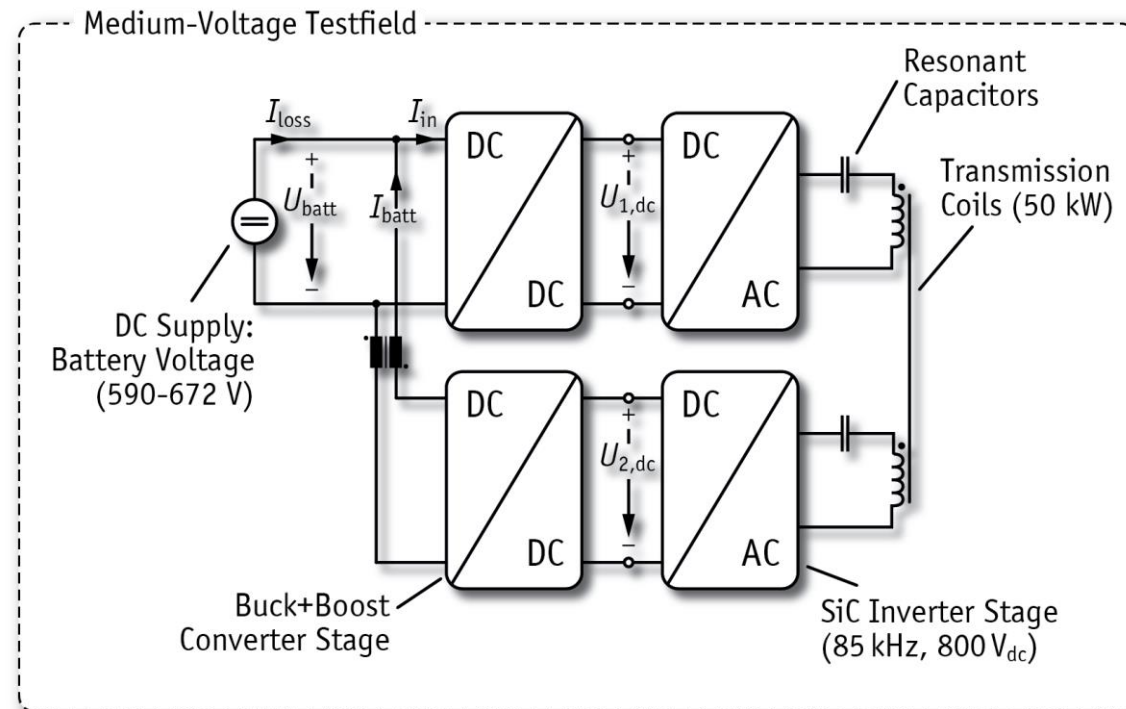 Medium-Voltage Testfield
Resonant
Capacitors
Transmission
Coils (50 kW)
I_loss
I_in
+
U_batt
−
I_batt
DC
DC
+
U_1,dc
−
DC
AC
DC Supply:
Battery Voltage
(590-672 V)
DC
DC
+
U_2,dc
−
DC
AC
Buck+Boost
Converter Stage
SiC Inverter Stage
(85 kHz, 800 V_dc)